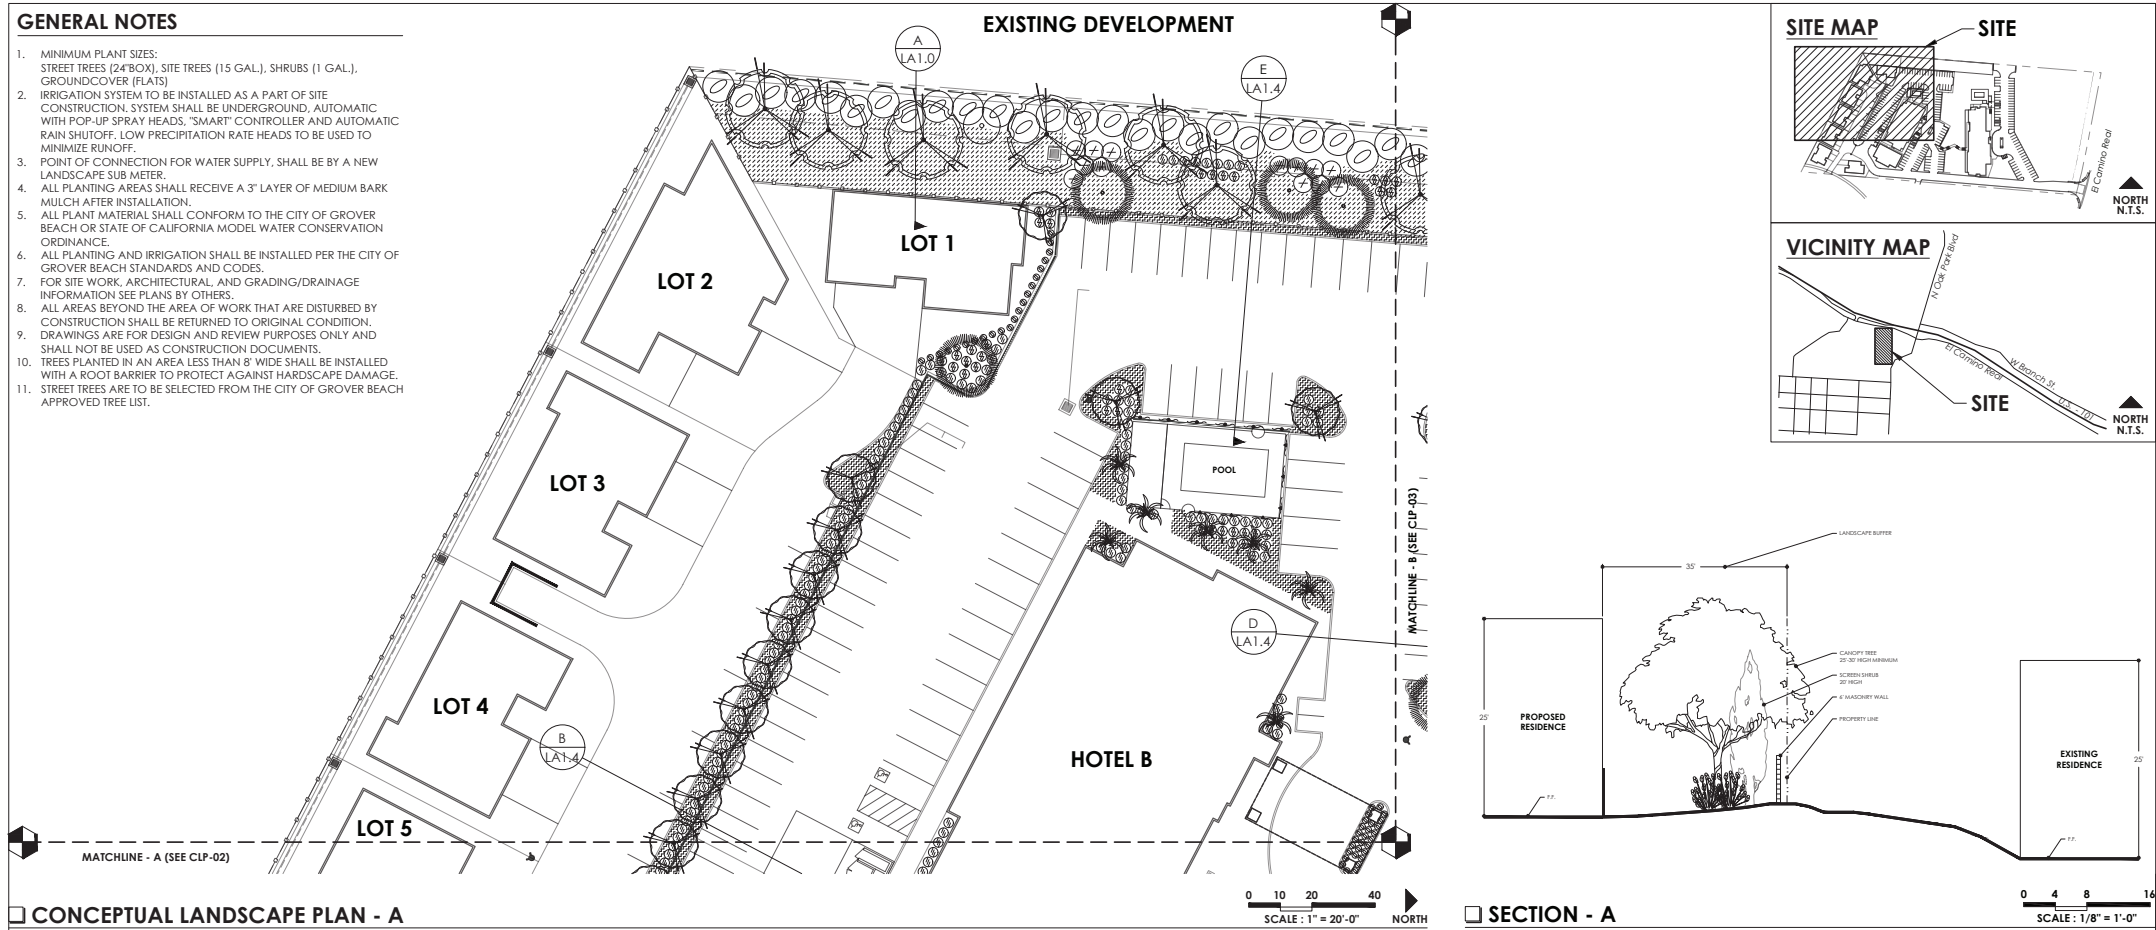 GENERAL NOTES
1. MINIMUM PLANT SIZES:
STREET TREES (24"BOX), SITE TREES (15 GAL.), SHRUBS (1 GAL.),
GROUNDCOVER (FLATS)
2. IRRIGATION SYSTEM TO BE INSTALLED AS A PART OF SITE
CONSTRUCTION. SYSTEM SHALL BE UNDERGROUND, AUTOMATIC
WITH POP-UP SPRAY HEADS, "SMART" CONTROLLER AND AUTOMATIC
RAIN SHUTOFF. LOW PRECIPITATION RATE HEADS TO BE USED TO
MINIMIZE RUNOFF.
3. POINT OF CONNECTION FOR WATER SUPPLY, SHALL BE BY A NEW
LANDSCAPE SUB METER.
4. ALL PLANTING AREAS SHALL RECEIVE A 3" LAYER OF MEDIUM BARK
MULCH AFTER INSTALLATION.
5. ALL PLANT MATERIAL SHALL CONFORM TO THE CITY OF GROVER
BEACH OR STATE OF CALIFORNIA MODEL WATER CONSERVATION
ORDINANCE.
6. ALL PLANTING AND IRRIGATION SHALL BE INSTALLED PER THE CITY OF
GROVER BEACH STANDARDS AND CODES.
7. FOR SITE WORK, ARCHITECTURAL, AND GRADING/DRAINAGE
INFORMATION SEE PLANS BY OTHERS.
8. ALL AREAS BEYOND THE AREA OF WORK THAT ARE DISTURBED BY
CONSTRUCTION SHALL BE RETURNED TO ORIGINAL CONDITION.
9. DRAWINGS ARE FOR DESIGN AND REVIEW PURPOSES ONLY AND
SHALL NOT BE USED AS CONSTRUCTION DOCUMENTS.
10. TREES PLANTED IN AN AREA LESS THAN 8' WIDE SHALL BE INSTALLED
WITH A ROOT BARRIER TO PROTECT AGAINST HARDSCAPE DAMAGE.
11. STREET TREES ARE TO BE SELECTED FROM THE CITY OF GROVER BEACH
APPROVED TREE LIST.
EXISTING DEVELOPMENT
A
LA1.0
E
LA1.4
LOT 1
LOT 2
LOT 3
LOT 4
LOT 5
POOL
HOTEL B
B
LA1.4
D
LA1.4
MATCHLINE - B (SEE CLP-03)
MATCHLINE - A (SEE CLP-02)
CONCEPTUAL LANDSCAPE PLAN - A
0 10 20 40
SCALE : 1" = 20'-0"
NORTH
SITE MAP
SITE
El Camino Real
NORTH
N.T.S.
VICINITY MAP
N Oak Park Blvd
El Camino Real
W Branch St.
U.S. - 101
SITE
NORTH
N.T.S.
LANDSCAPE BUFFER
35'
CANOPY TREE
25'-30' HIGH MINIMUM
SCREEN SHRUB
20' HIGH
6' MASONRY WALL
PROPERTY LINE
25'
PROPOSED
RESIDENCE
F.F.
EXISTING
RESIDENCE
25'
F.F.
SECTION - A
0 4 8 16
SCALE : 1/8" = 1'-0"